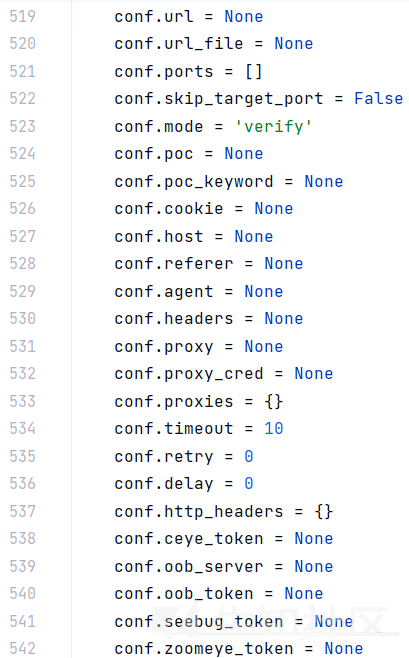 519 conf.url = None
520 conf.url_file = None
521 conf.ports = []
522 conf.skip_target_port = False
523 conf.mode = 'verify'
524 conf.poc = None
525 conf.poc_keyword = None
526 conf.cookie = None
527 conf.host = None
528 conf.referer = None
529 conf.agent = None
530 conf.headers = None
531 conf.proxy = None
532 conf.proxy_cred = None
533 conf.proxies = {}
534 conf.timeout = 10
535 conf.retry = 0
536 conf.delay = 0
537 conf.http_headers = {}
538 conf.ceye_token = None
539 conf.oob_server = None
540 conf.oob_token = None
541 conf.seebug_token = None
542 conf.zoomeye_token = None